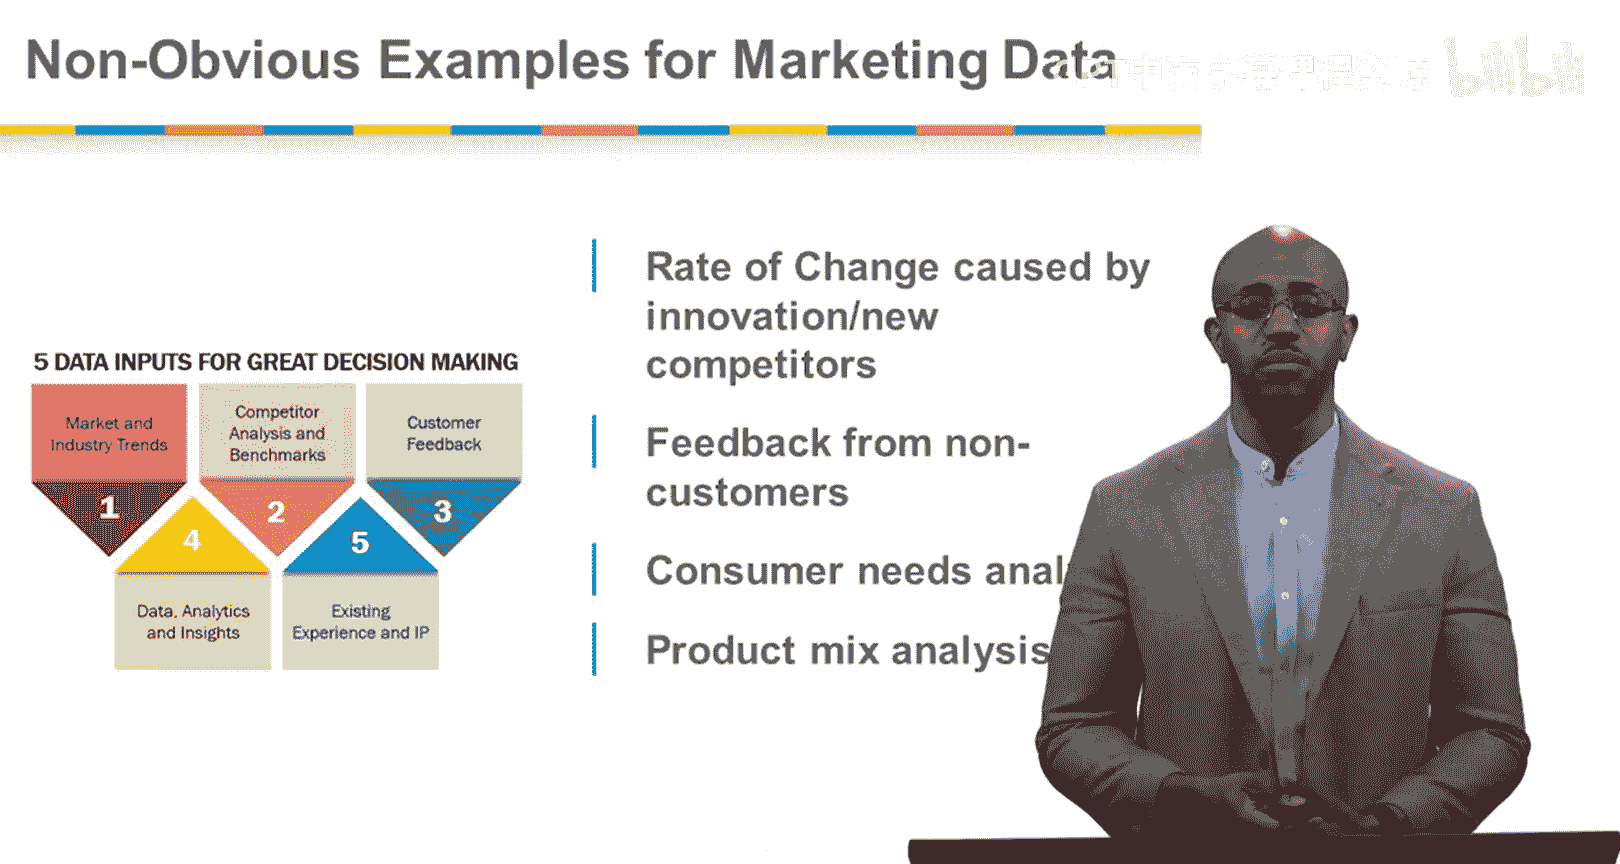 Non-Obvious Examples for Marketing Data
bilibili
Rate of Change caused by
innovation/new
competitors
Feedback from non-
customers
Consumer needs anal
Product mix analysis
5 DATA INPUTS FOR GREAT DECISION MAKING
Market and
Industry Trends
1
Competitor
Analysis and
Benchmarks
2
Customer
Feedback
3
4
Data, Analytics
and Insights
5
Existing
Experience and IP